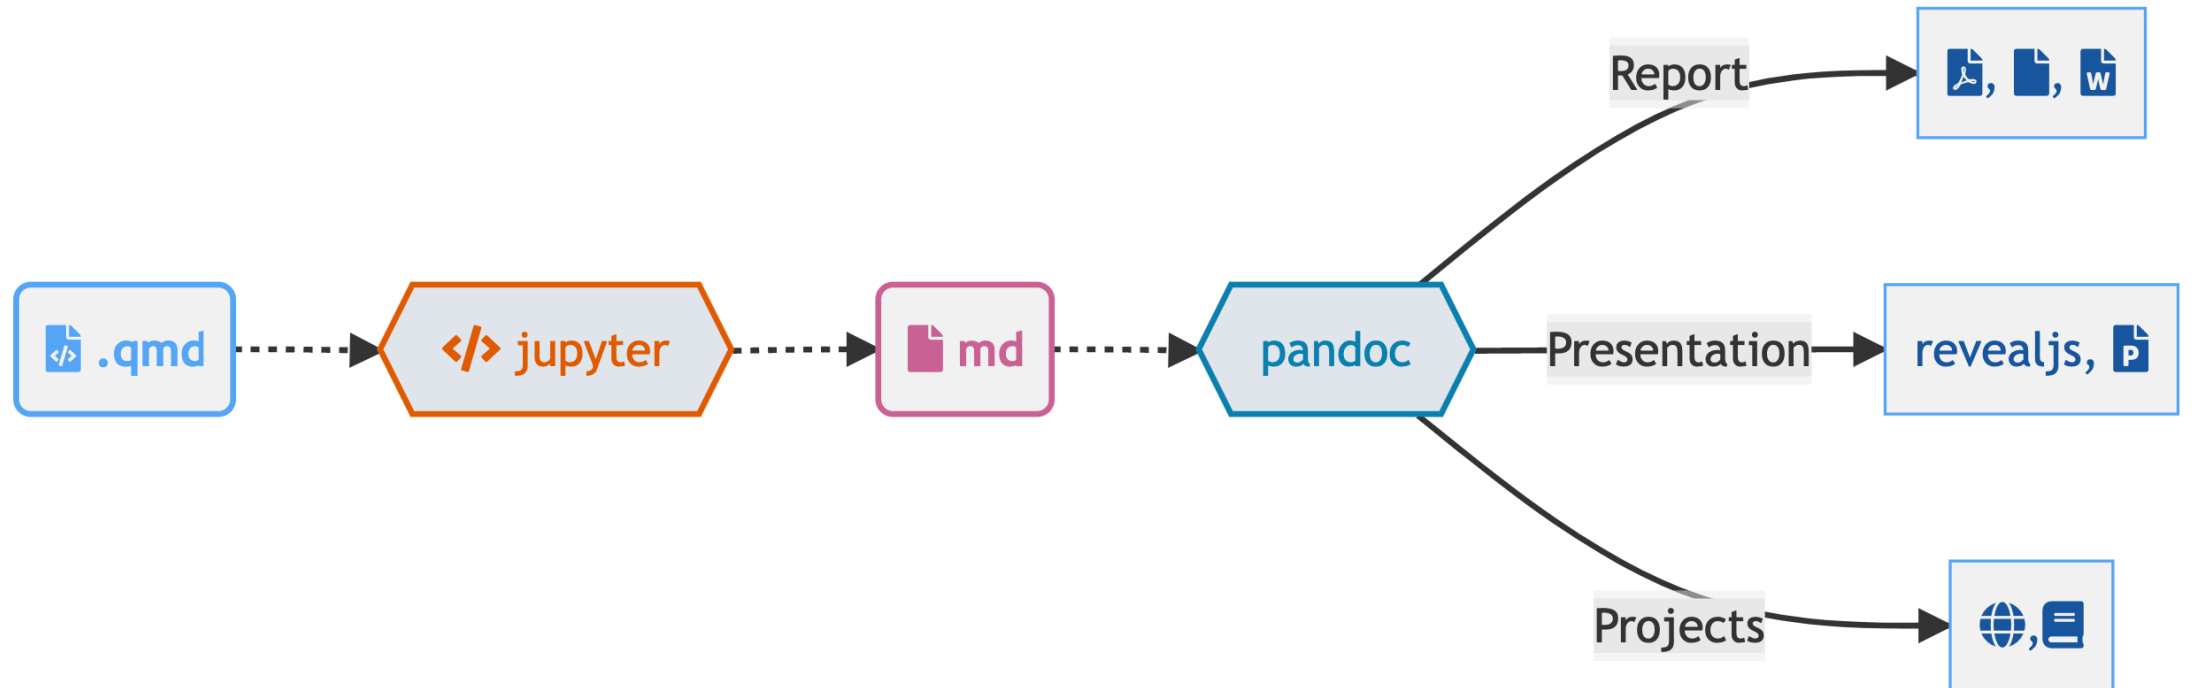 Report
, , W
.qmd
</> jupyter
md
pandoc
Presentation
revealjs, P
Projects
,